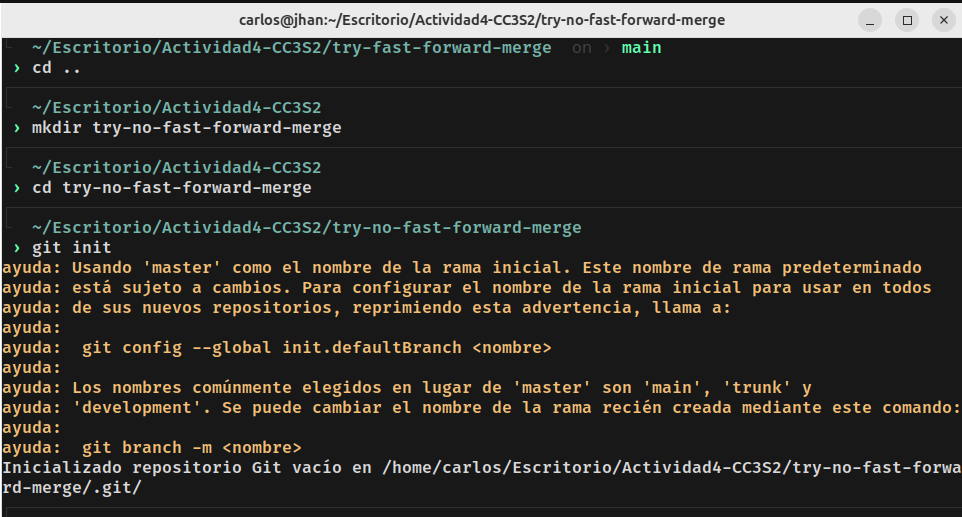 carlos@jhan:~/Escritorio/Actividad4-CC3S2/try-no-fast-forward-merge
~/Escritorio/Actividad4-CC3S2/try-fast-forward-merge on › main
› cd ..
~/Escritorio/Actividad4-CC3S2
› mkdir try-no-fast-forward-merge
~/Escritorio/Actividad4-CC3S2
› cd try-no-fast-forward-merge
~/Escritorio/Actividad4-CC3S2/try-no-fast-forward-merge
› git init
ayuda: Usando 'master' como el nombre de la rama inicial. Este nombre de rama predeterminado
ayuda: está sujeto a cambios. Para configurar el nombre de la rama inicial para usar en todos
ayuda: de sus nuevos repositorios, reprimiendo esta advertencia, llama a:
ayuda:
ayuda:  git config --global init.defaultBranch <nombre>
ayuda:
ayuda: Los nombres comúnmente elegidos en lugar de 'master' son 'main', 'trunk' y
ayuda: 'development'. Se puede cambiar el nombre de la rama recién creada mediante este comando:
ayuda:
ayuda:  git branch -m <nombre>
Inicializado repositorio Git vacío en /home/carlos/Escritorio/Actividad4-CC3S2/try-no-fast-forwa
rd-merge/.git/